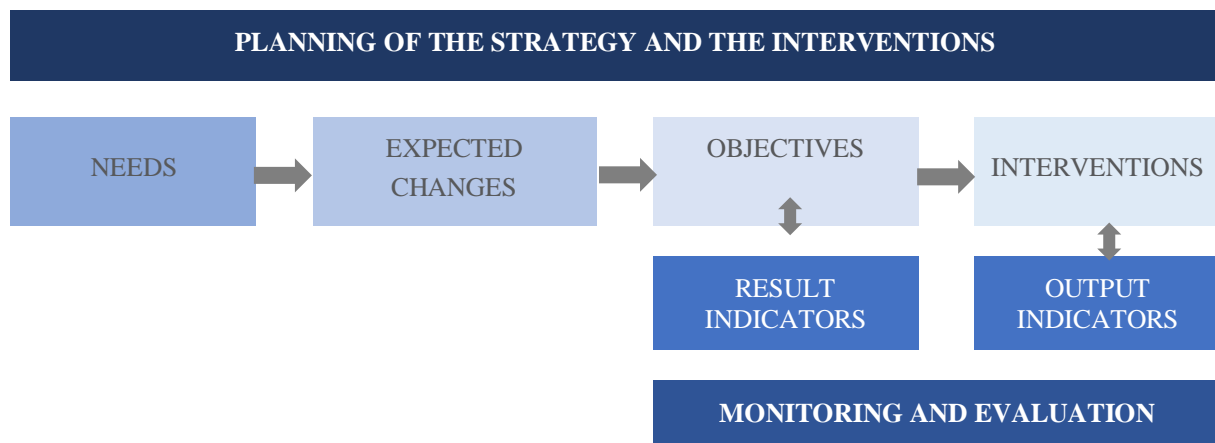 PLANNING OF THE STRATEGY AND THE INTERVENTIONS
NEEDS
EXPECTED
CHANGES
OBJECTIVES
INTERVENTIONS
RESULT
INDICATORS
OUTPUT
INDICATORS
MONITORING AND EVALUATION